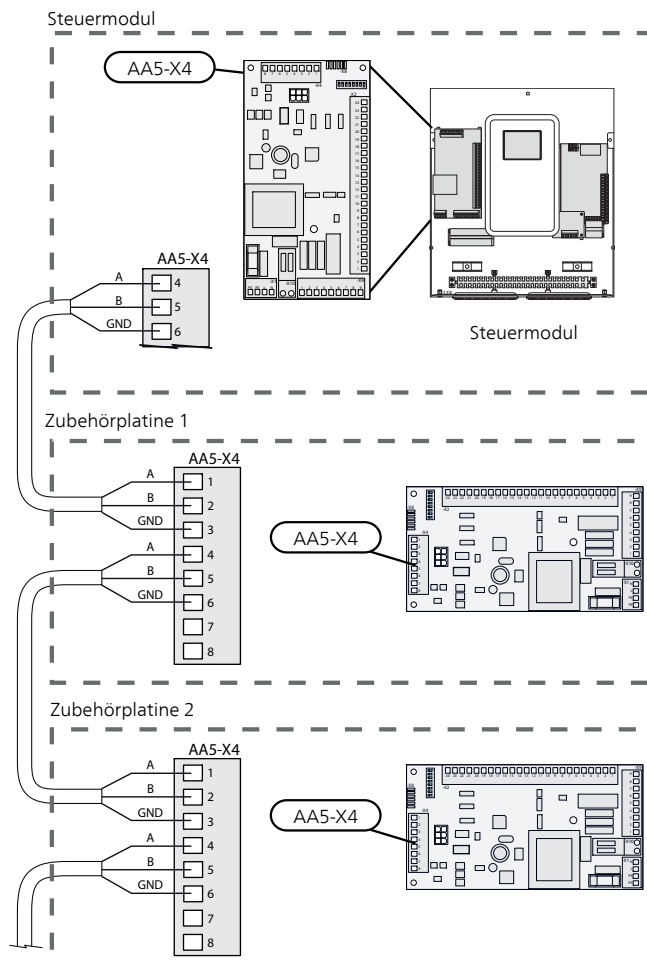 Steuermodul
AA5-X4
AA5-X4
A 4
B 5
GND 6
Steuermodul
Zubehörplatine 1
AA5-X4
A 1
B 2
GND 3
A 4
B 5
GND 6
7
8
AA5-X4
Zubehörplatine 2
AA5-X4
A 1
B 2
GND 3
A 4
B 5
GND 6
7
8
AA5-X4